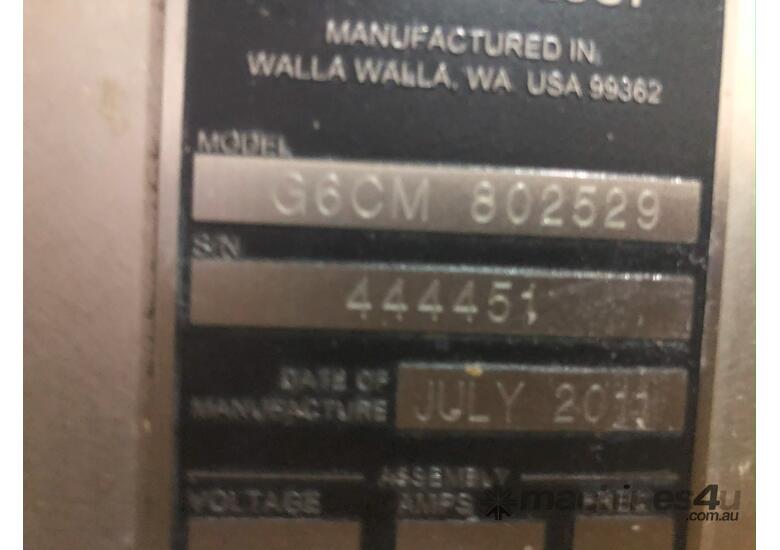 MANUFACTURED IN
WALLA WALLA, WA USA 99362
MODEL
G6CM 802529
S/N
444451
DATE OF
MANUFACTURE
JULY 2011
ASSEMBLY
VOLTAGE AMPS
machines4u
.com.au